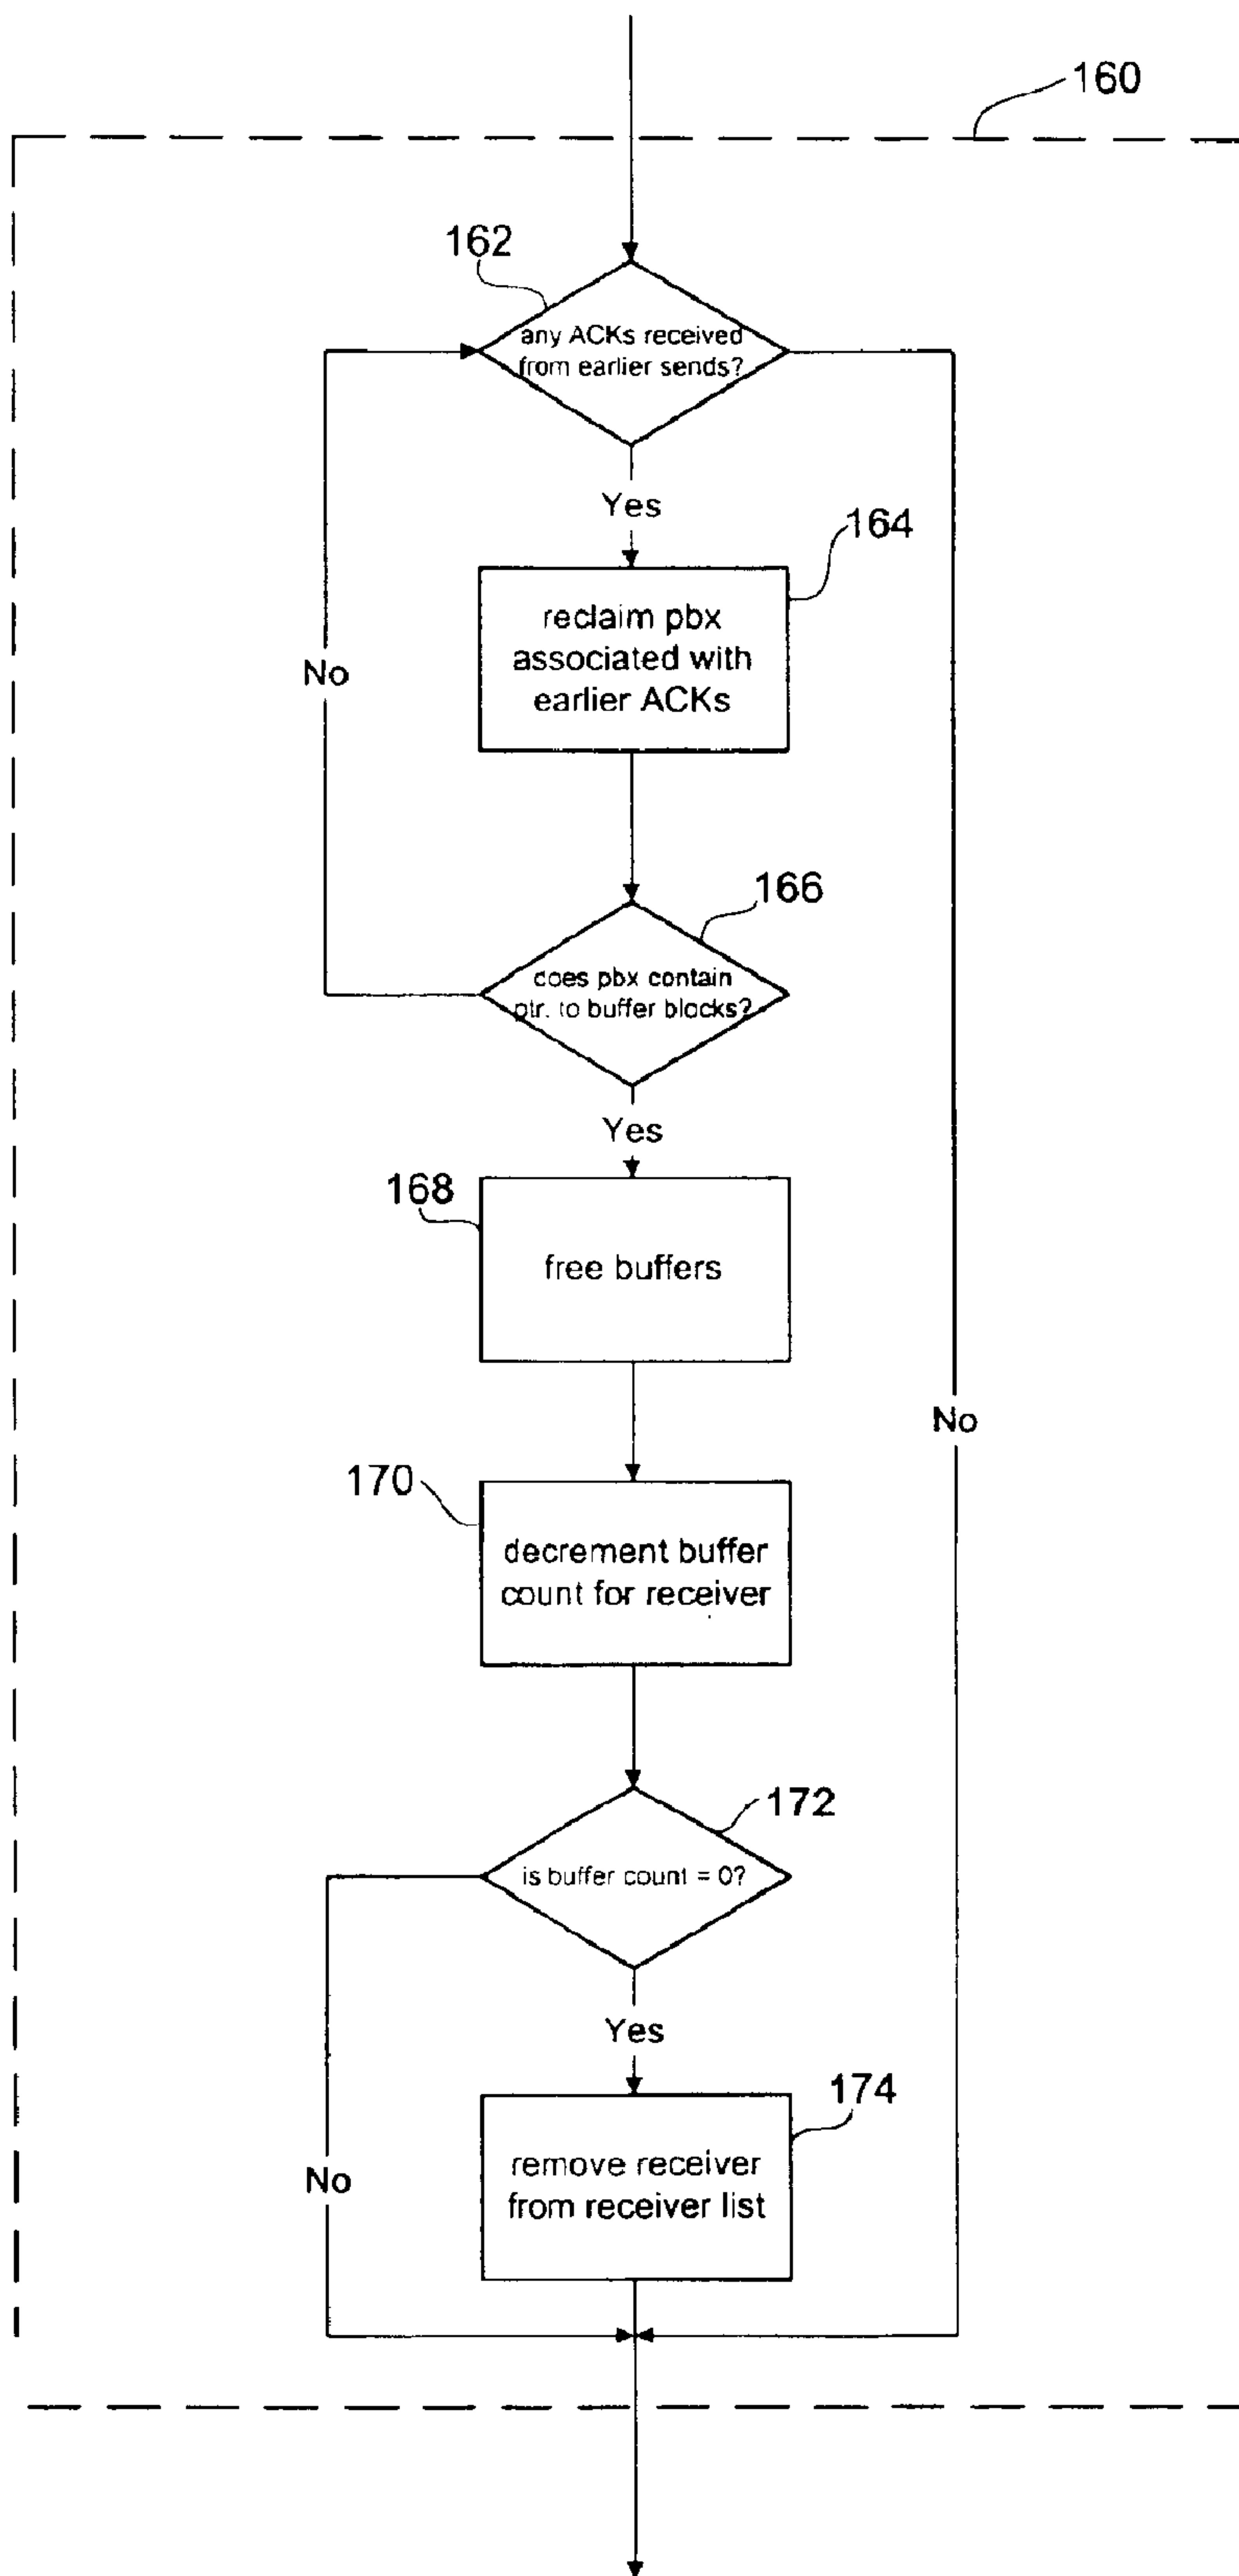 160
162
any ACKs received
from earlier sends?
Yes
164
reclaim pbx
associated with
earlier ACKs
No
166
does pbx contain
ptr. to buffer blocks?
Yes
168
free buffers
No
170
decrement buffer
count for receiver
172
is buffer count = 0?
Yes
174
remove receiver
from receiver list
No